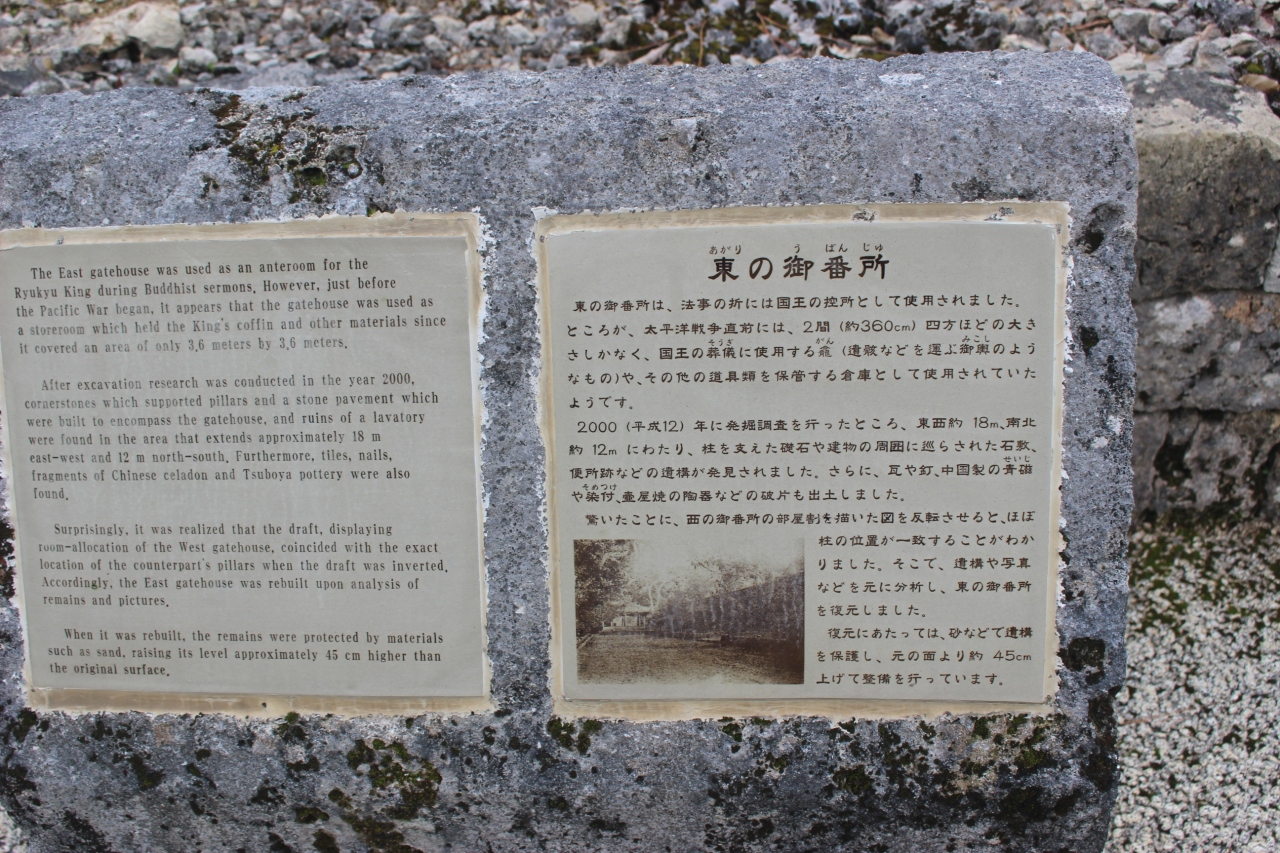 The East gatehouse was used as an anteroom for the
Ryukyu King during Buddhist sermons. However, just before
the Pacific War began, it appears that the gatehouse was used as
a storeroom which held the King's coffin and other materials since
it covered an area of only 3.6 meters by 3.6 meters.
After excavation research was conducted in the year 2000,
cornerstones which supported pillars and a stone pavement which
were built to encompass the gatehouse, and ruins of a lavatory
were found in the area that extends approximately 18 m
east-west and 12 m north-south. Furthermore, tiles, nails,
fragments of Chinese celadon and Tsuboya pottery were also
found.
Surprisingly, it was realized that the draft, displaying
room-allocation of the West gatehouse, coincided with the exact
location of the counterpart's pillars when the draft was inverted.
Accordingly, the East gatehouse was rebuilt upon analysis of
remains and pictures.
When it was rebuilt, the remains were protected by materials
such as sand, raising its level approximately 45 cm higher than
the original surface.
あがり う ばん じゅ
東の御番所
東の御番所は、法事の折には国王の控所として使用されました。
ところが、太平洋戦争直前には、2間（約360cm）四方ほどの大き
そうぎ がん みこし
さしかなく、国王の葬儀に使用する龕（遺骸などを運ぶ御輿のよう
なもの)や、その他の道具類を保管する倉庫として使用されていた
ようです。
2000（平成12）年に発掘調査を行ったところ、東西約 18m、南北
約 12m にわたり、柱を支えた礎石や建物の周囲に巡らされた石敷、
せいじ
便所跡などの遺構が発見されました。さらに、瓦や釘、中国製の青磁
そめつけ
や染付、壷屋焼の陶器などの破片も出土しました。
驚いたことに、西の御番所の部屋割を描いた図を反転させると、ほぼ
柱の位置が一致することがわか
りました。そこで、遺構や写真
などを元に分析し、東の御番所
を復元しました。
復元にあたっては、砂などで遺構
を保護し、元の面より約 45cm
上げて整備を行っています。